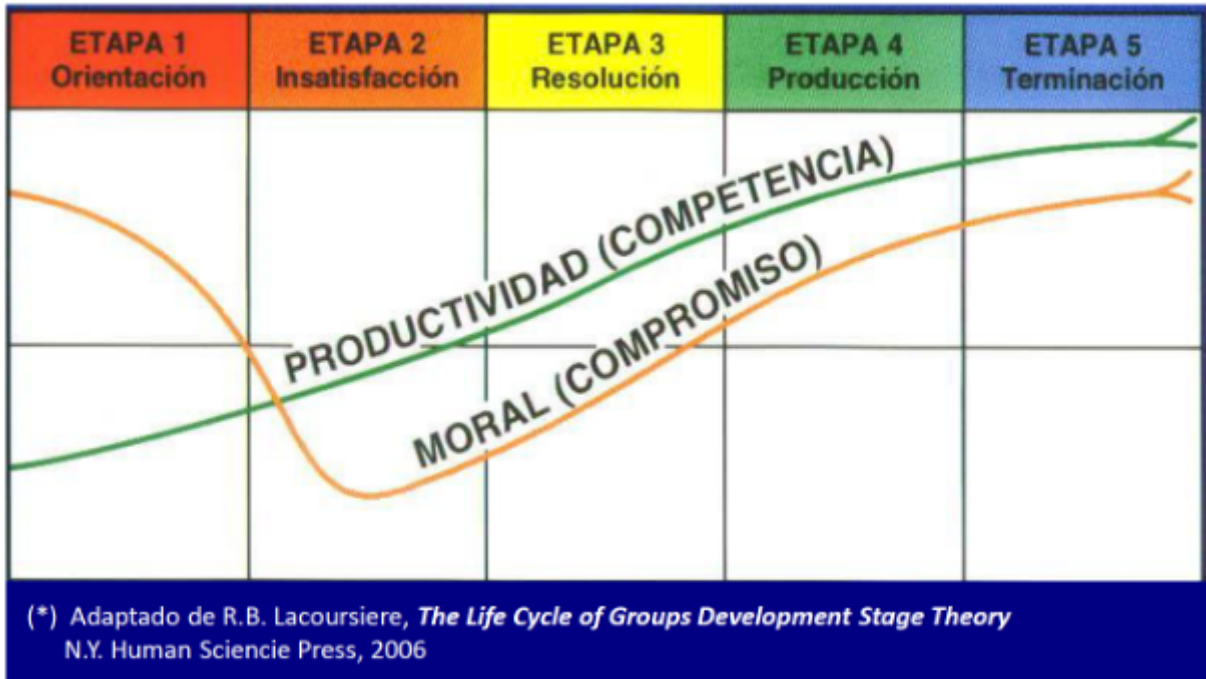 ETAPA 1
Orientación
ETAPA 2
Insatisfacción
ETAPA 3
Resolución
ETAPA 4
Producción
ETAPA 5
Terminación
PRODUCTIVIDAD (COMPETENCIA)
MORAL (COMPROMISO)
(*) Adaptado de R.B. Lacoursiere, The Life Cycle of Groups Development Stage Theory
N.Y. Human Sciencie Press, 2006